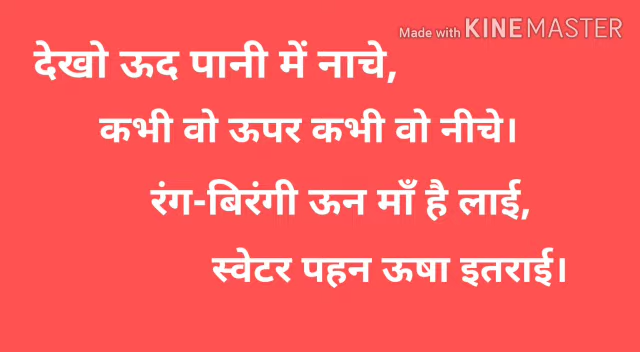 Made with KINEMASTER
देखो ऊद पानी में नाचे,
कभी वो ऊपर कभी वो नीचे।
रंग-बिरंगी ऊन माँ है लाई,
स्वेटर पहन ऊषा इतराई।